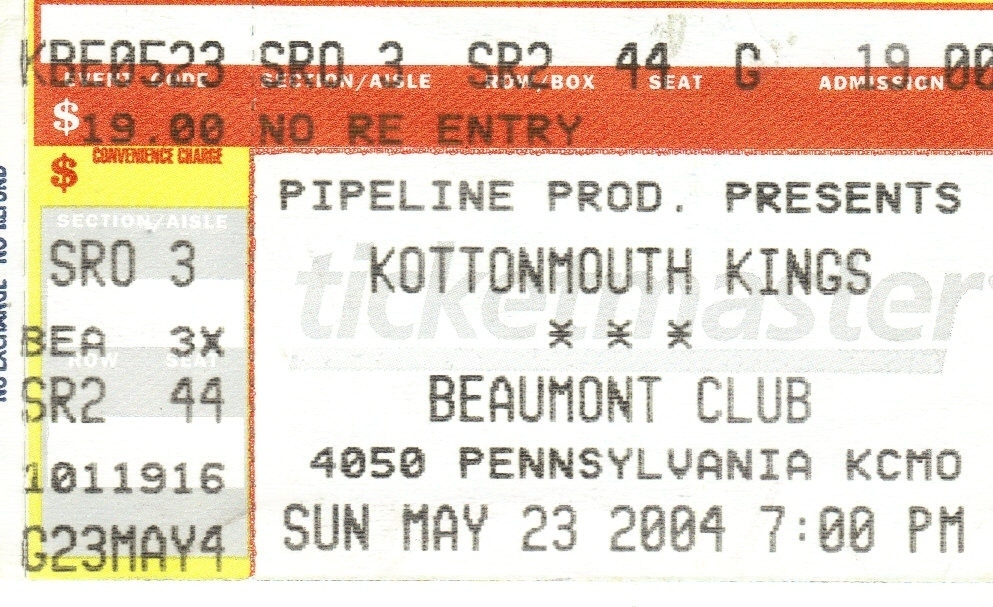 KBE0523 SRO 3 SR2 44 G 19.00
EVENT CODE SECTION/AISLE ROW/BOX SEAT ADMISSION
$ 19.00 NO RE ENTRY
$ CONVENIENCE CHARGE
PIPELINE PROD. PRESENTS
SECTION/AISLE
SRO 3
KOTTONMOUTH KINGS
ticketmaster
* * *
BEA 3X
ROW SEAT
SR2 44
BEAUMONT CLUB
1011916
4050 PENNSYLVANIA KCMO
G23MAY4
SUN MAY 23 2004 7:00 PM
NO EXCHANGE NO REFUND